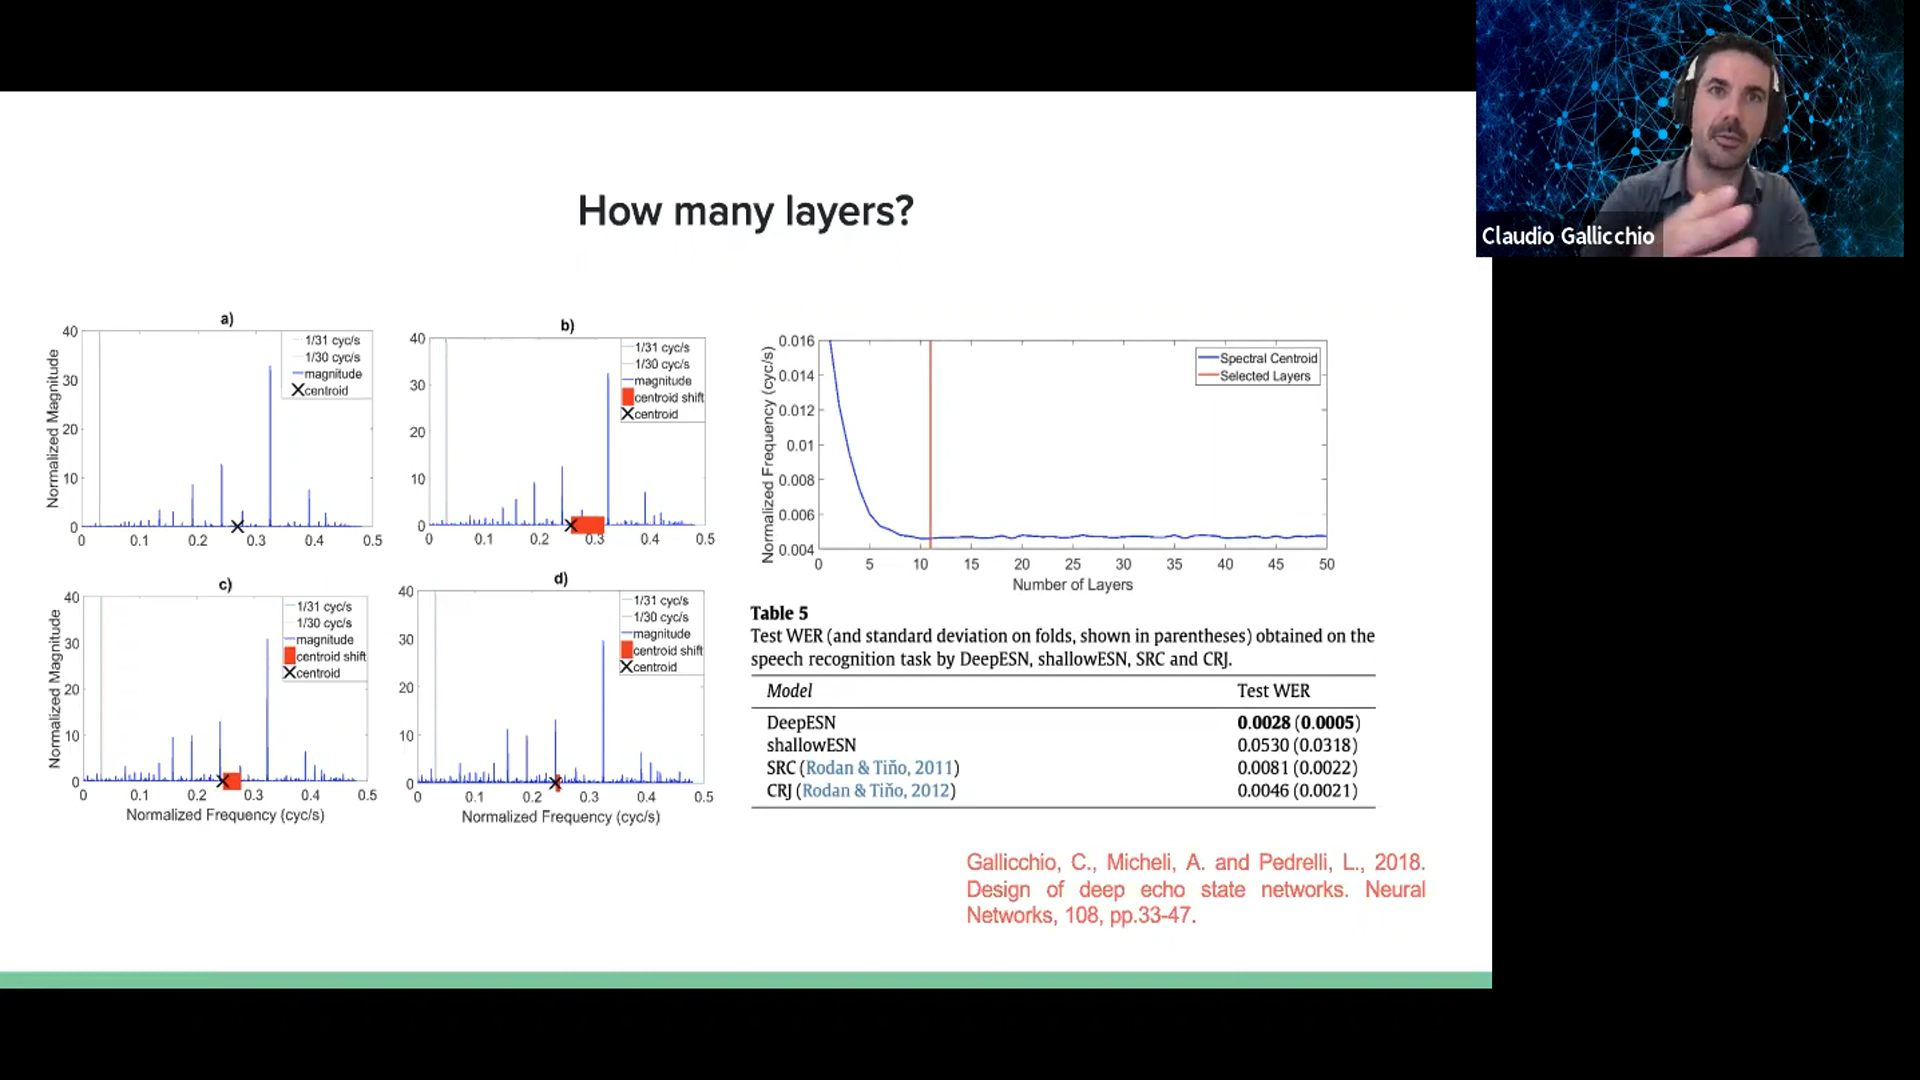 Claudio Gallicchio
How many layers?
a)
40
30
20
10
0
Normalized Magnitude
1/31 cyc/s
1/30 cyc/s
magnitude
centroid
0 0.1 0.2 0.3 0.4 0.5
b)
40
30
20
10
0
1/31 cyc/s
1/30 cyc/s
magnitude
centroid shift
centroid
0 0.1 0.2 0.3 0.4 0.5
c)
40
30
20
10
0
Normalized Magnitude
1/31 cyc/s
1/30 cyc/s
magnitude
centroid shift
centroid
0 0.1 0.2 0.3 0.4 0.5
Normalized Frequency (cyc/s)
d)
40
30
20
10
0
1/31 cyc/s
1/30 cyc/s
magnitude
centroid shift
centroid
0 0.1 0.2 0.3 0.4 0.5
Normalized Frequency (cyc/s)
0.016
0.014
0.012
0.01
0.008
0.006
0.004
Normalized Frequency (cyc/s)
Spectral Centroid
Selected Layers
0 5 10 15 20 25 30 35 40 45 50
Number of Layers
Table 5
Test WER (and standard deviation on folds, shown in parentheses) obtained on the
speech recognition task by DeepESN, shallowESN, SRC and CRJ.
Model Test WER
DeepESN 0.0028 (0.0005)
shallowESN 0.0530 (0.0318)
SRC (Rodan & Tiňo, 2011) 0.0081 (0.0022)
CRJ (Rodan & Tiňo, 2012) 0.0046 (0.0021)
Gallicchio, C., Micheli, A. and Pedrelli, L., 2018.
Design of deep echo state networks. Neural
Networks, 108, pp.33-47.